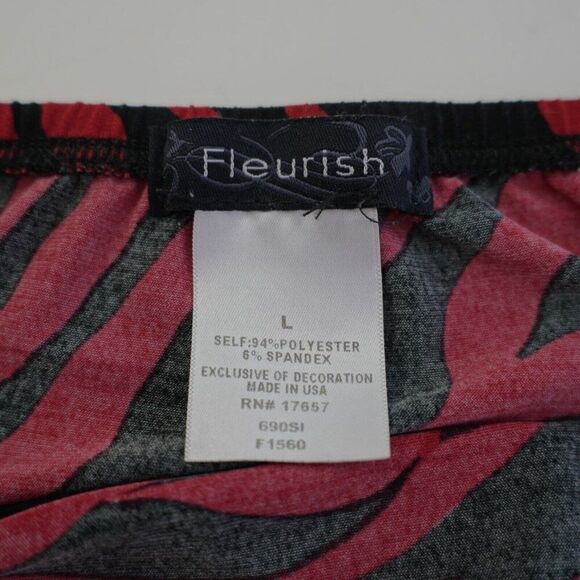 Fleurish
L
SELF:94%POLYESTER
6% SPANDEX
EXCLUSIVE OF DECORATION
MADE IN USA
RN# 17657
690SI
F1560